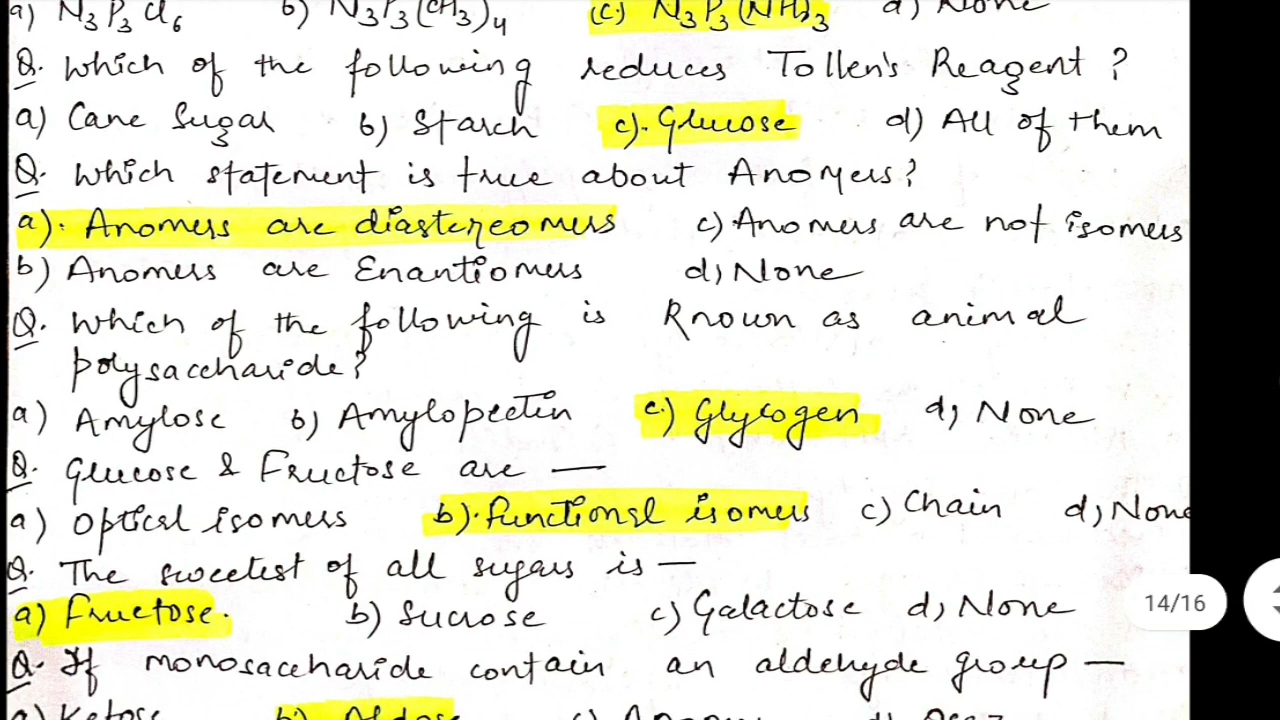 a) N3P3Cl6 b) N3P3(CH3)4 (c.) N3P3(NH)3 d) None
Q. Which of the following reduces Tollen's Reagent?
a) Cane Sugar b) Starch c). Glucose d) All of them
Q. Which statement is true about Anomers?
a). Anomers are diastereomers c) Anomers are not isomers
b) Anomers are Enantiomers d) None
Q. Which of the following is Known as animal
polysaccharide?
a) Amylose b) Amylopectin c.) Glycogen d) None
Q. Glucose & Fructose are —
a) Optical isomers b). functional isomers c) Chain d) None
Q. The sweetest of all sugars is —
a) Fructose. b) Sucrose c) Galactose d) None
14/16
Q. If monosaccharide contain an aldehyde group —
a) Ketose b) Aldose c) d)